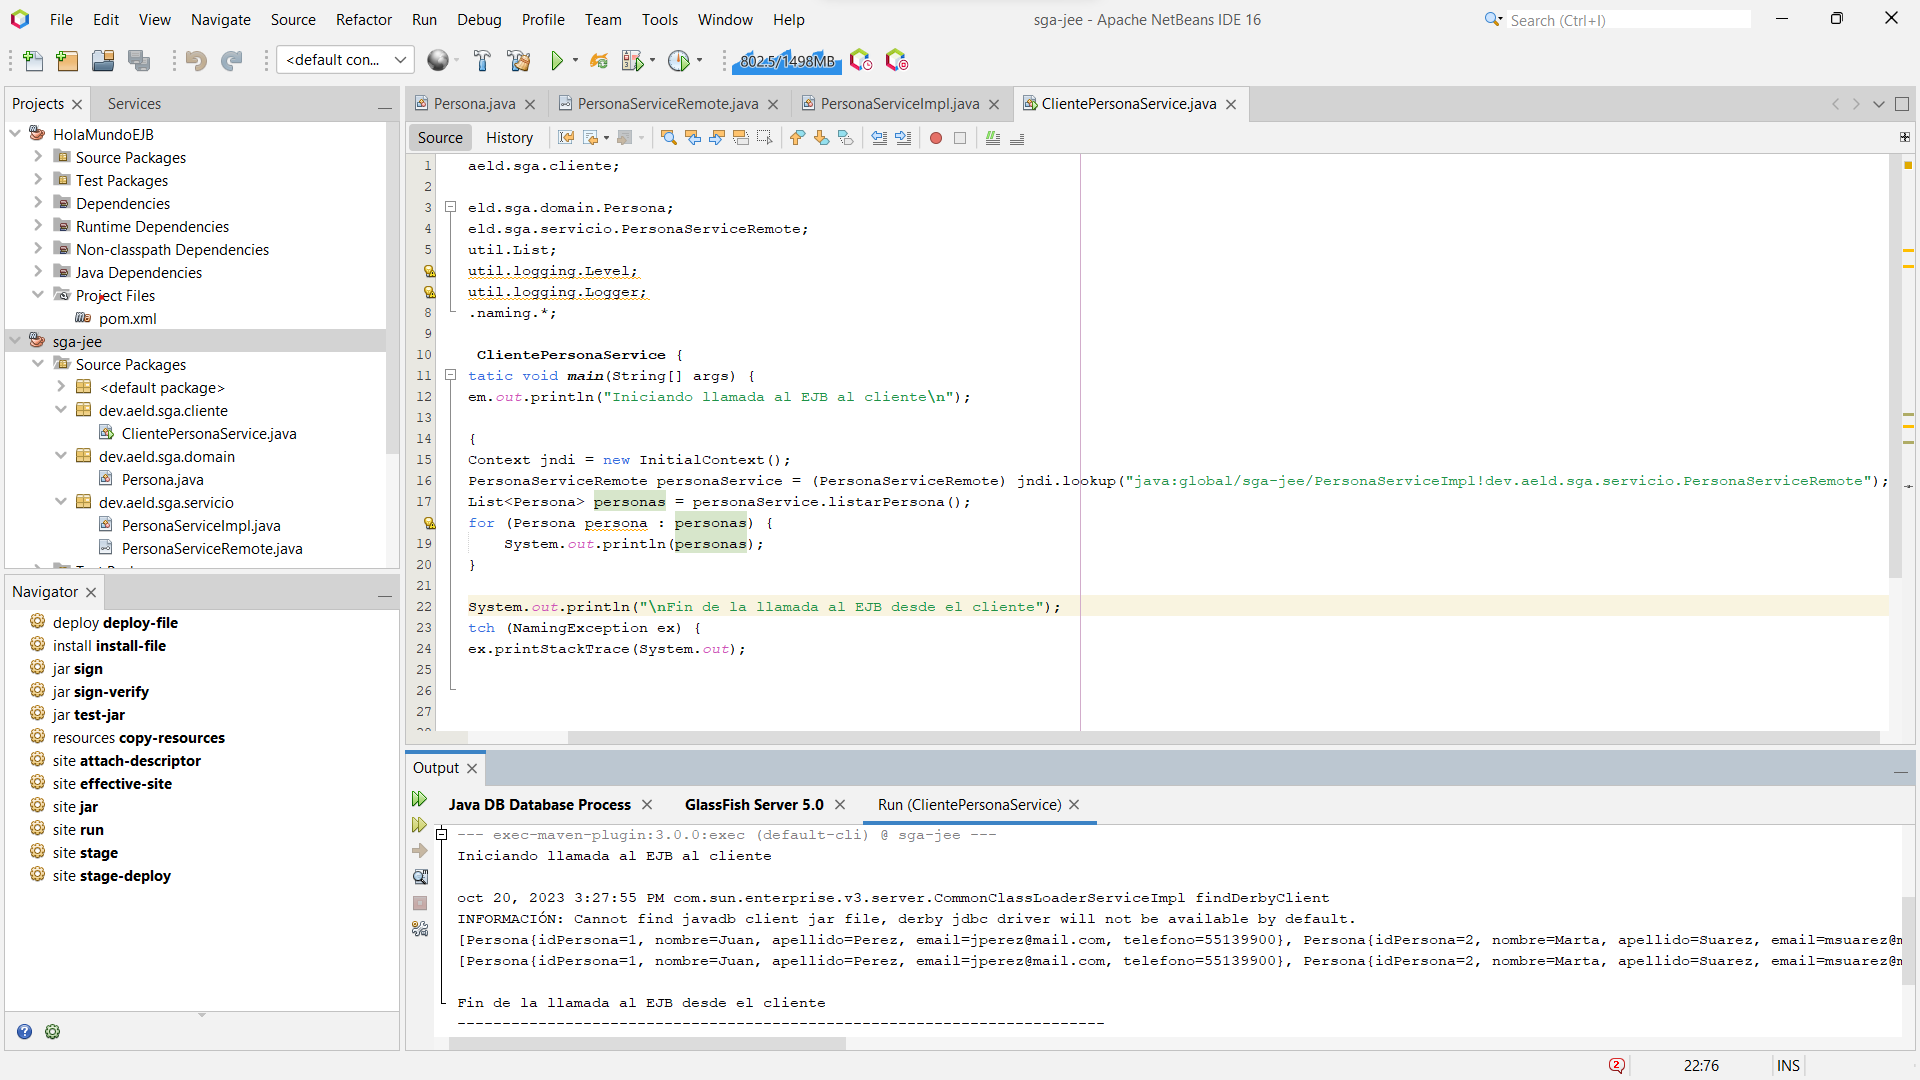 File Edit View Navigate Source Refactor Run Debug Profile Team Tools Window Help
sga-jee - Apache NetBeans IDE 16
Search (Ctrl+I)
<default con...
802.5/1498MB
Projects Services
HolaMundoEJB
Source Packages
Test Packages
Dependencies
Runtime Dependencies
Non-classpath Dependencies
Java Dependencies
Project Files
pom.xml
sga-jee
Source Packages
<default package>
dev.aeld.sga.cliente
ClientePersonaService.java
dev.aeld.sga.domain
Persona.java
dev.aeld.sga.servicio
PersonaServiceImpl.java
PersonaServiceRemote.java
Navigator
deploy deploy-file
install install-file
jar sign
jar sign-verify
jar test-jar
resources copy-resources
site attach-descriptor
site effective-site
site jar
site run
site stage
site stage-deploy
Persona.java PersonaServiceRemote.java PersonaServiceImpl.java ClientePersonaService.java
Source History
1 aeld.sga.cliente;
2
3 eld.sga.domain.Persona;
4 eld.sga.servicio.PersonaServiceRemote;
5 util.List;
util.logging.Level;
util.logging.Logger;
8 .naming.*;
9
10 ClientePersonaService {
11 tatic void main(String[] args) {
12 em.out.println("Iniciando llamada al EJB al cliente\n");
13
14 {
15 Context jndi = new InitialContext();
16 PersonaServiceRemote personaService = (PersonaServiceRemote) jndi.lookup("java:global/sga-jee/PersonaServiceImpl!dev.aeld.sga.servicio.PersonaServiceRemote");
17 List<Persona> personas = personaService.listarPersona();
for (Persona persona : personas) {
19 System.out.println(personas);
20 }
21
22 System.out.println("\nFin de la llamada al EJB desde el cliente");
23 tch (NamingException ex) {
24 ex.printStackTrace(System.out);
25
26
27
Output
Java DB Database Process GlassFish Server 5.0 Run (ClientePersonaService)
--- exec-maven-plugin:3.0.0:exec (default-cli) @ sga-jee ---
Iniciando llamada al EJB al cliente
oct 20, 2023 3:27:55 PM com.sun.enterprise.v3.server.CommonClassLoaderServiceImpl findDerbyClient
INFORMACIÓN: Cannot find javadb client jar file, derby jdbc driver will not be available by default.
[Persona{idPersona=1, nombre=Juan, apellido=Perez, email=jperez@mail.com, telefono=55139900}, Persona{idPersona=2, nombre=Marta, apellido=Suarez, email=msuarez@m
[Persona{idPersona=1, nombre=Juan, apellido=Perez, email=jperez@mail.com, telefono=55139900}, Persona{idPersona=2, nombre=Marta, apellido=Suarez, email=msuarez@m
Fin de la llamada al EJB desde el cliente
------------------------------------------------------------------------
2 22:76 INS